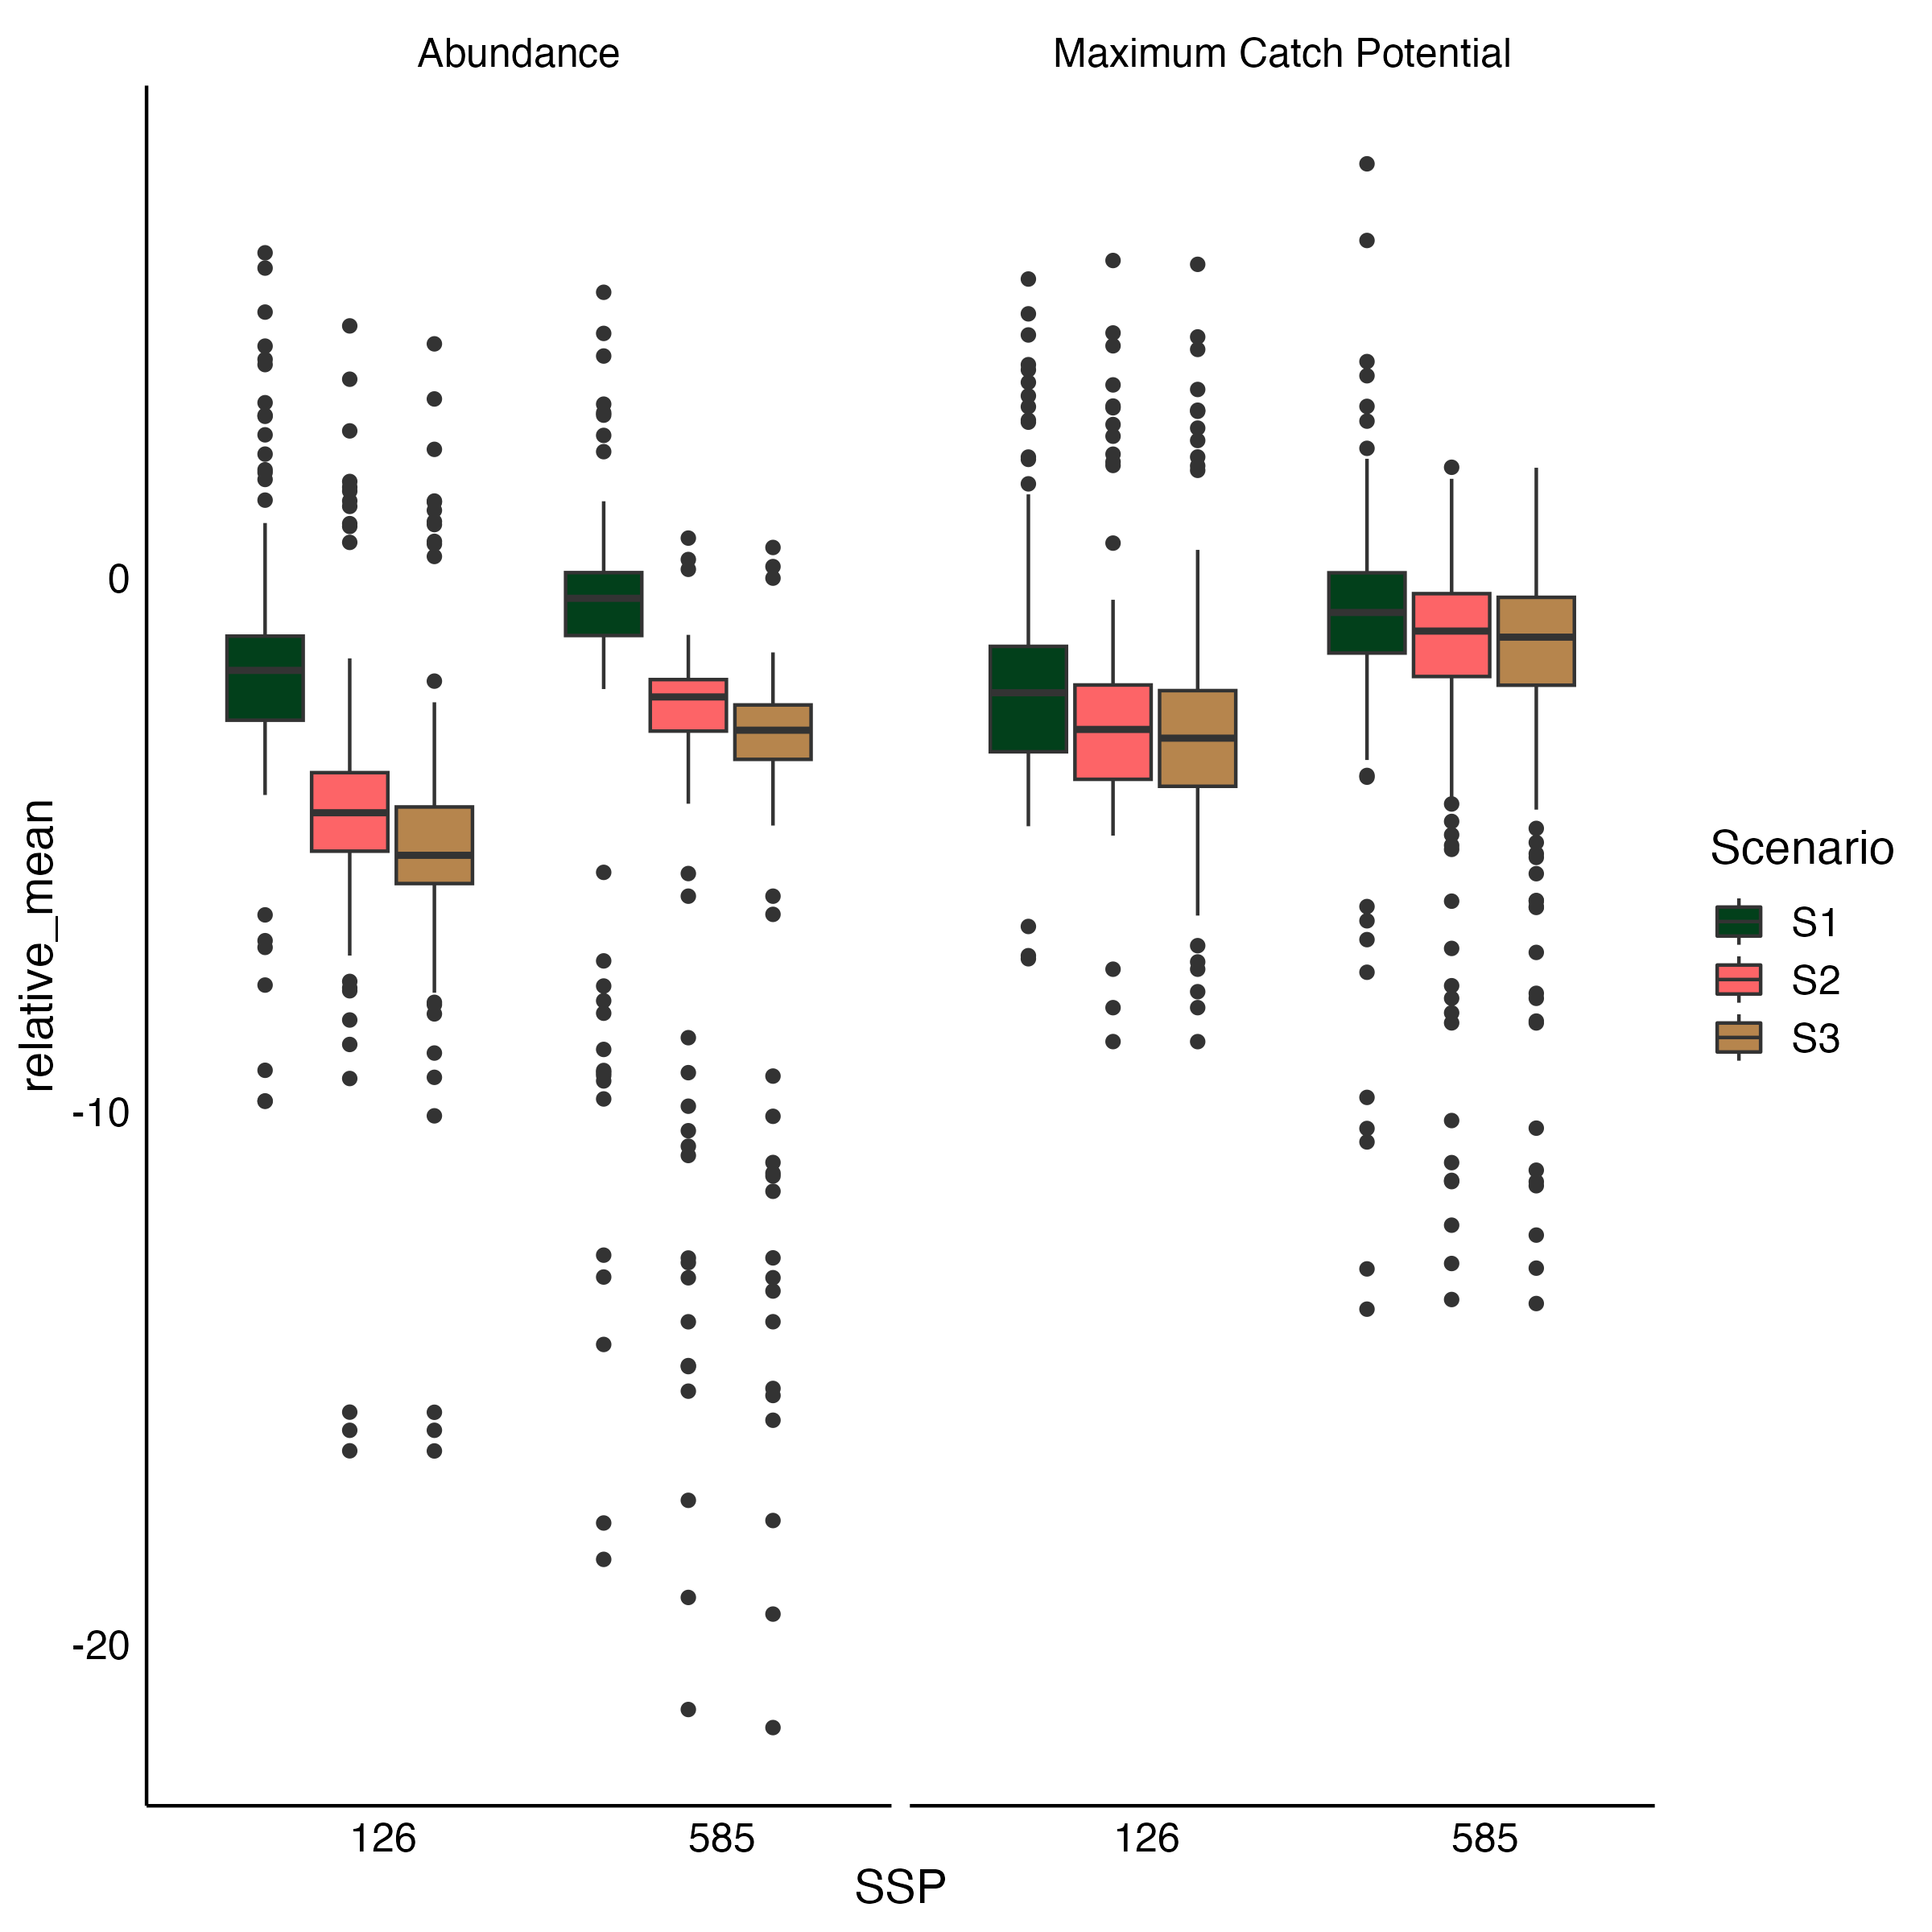 Abundance
Maximum Catch Potential
0
-10
-20
relative_mean
126
585
126
585
SSP
Scenario
S1
S2
S3